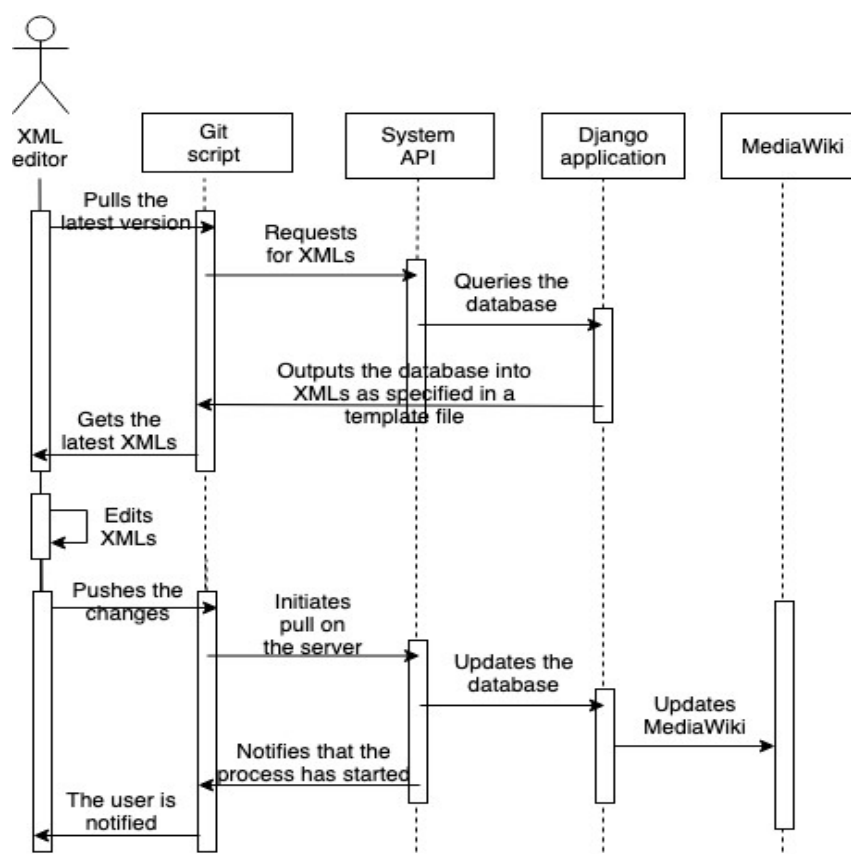 XML
editor
Git
script
System
API
Django
application
MediaWiki
Pulls the
latest version
Requests
for XMLs
Queries the
database
Outputs the database into
XMLs as specified in a
template file
Gets the
latest XMLs
Edits
XMLs
Pushes the
changes
Initiates
pull on
the server
Updates the
database
Updates
MediaWiki
Notifies that the
process has started
The user is
notified